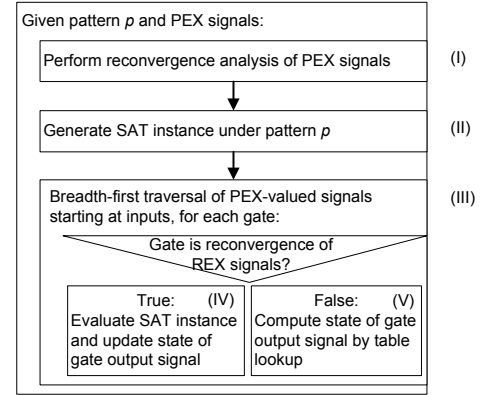 Given pattern p and PEX signals:
Perform reconvergence analysis of PEX signals
(I)
Generate SAT instance under pattern p
(II)
Breadth-first traversal of PEX-valued signals
starting at inputs, for each gate:
(III)
Gate is reconvergence of
REX signals?
True: (IV)
Evaluate SAT instance
and update state of
gate output signal
False: (V)
Compute state of gate
output signal by table
lookup